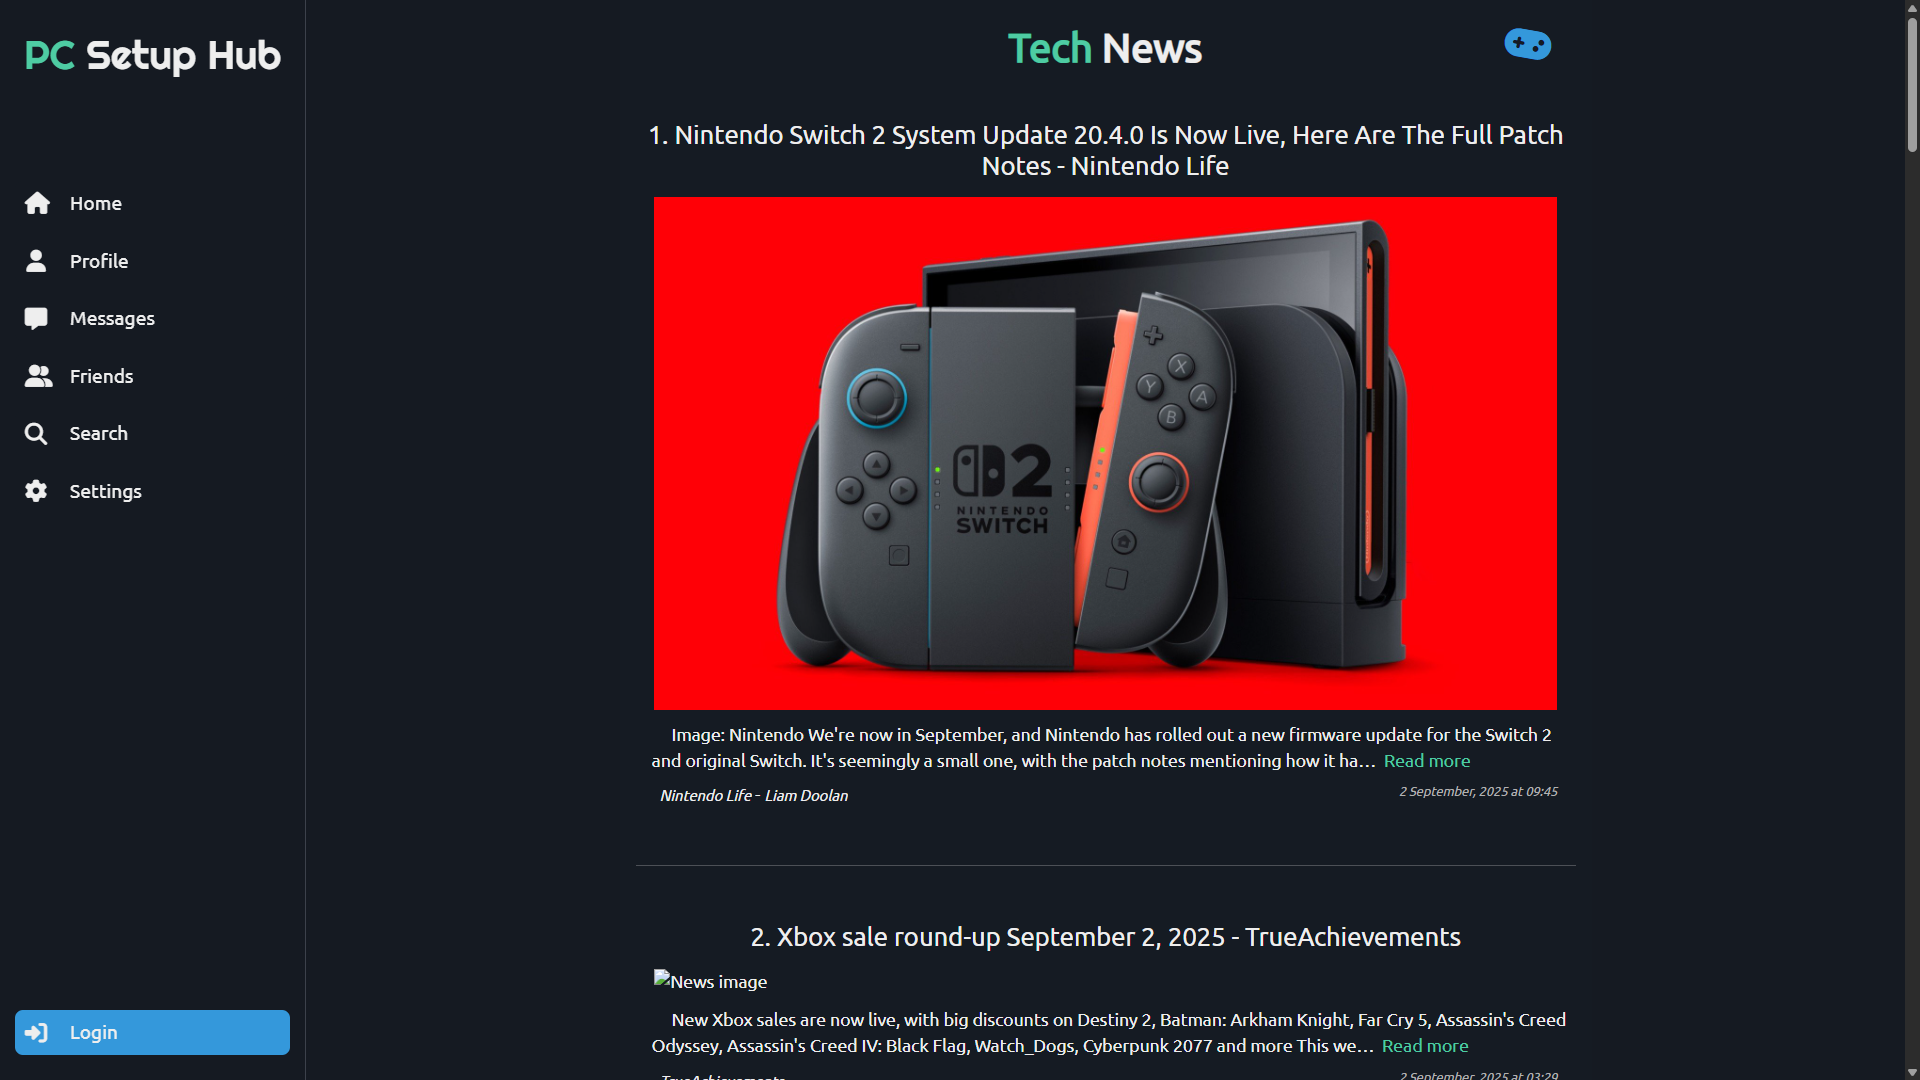 PC Setup Hub
Home
Profile
Messages
Friends
Search
Settings
Login
Tech News
1. Nintendo Switch 2 System Update 20.4.0 Is Now Live, Here Are The Full Patch
Notes - Nintendo Life
X
Y
A
B
2
NINTENDO
SWITCH
Image: Nintendo We're now in September, and Nintendo has rolled out a new firmware update for the Switch 2
and original Switch. It's seemingly a small one, with the patch notes mentioning how it ha... Read more
Nintendo Life - Liam Doolan
2 September, 2025 at 09:45
2. Xbox sale round-up September 2, 2025 - TrueAchievements
News image
New Xbox sales are now live, with big discounts on Destiny 2, Batman: Arkham Knight, Far Cry 5, Assassin's Creed
Odyssey, Assassin's Creed IV: Black Flag, Watch_Dogs, Cyberpunk 2077 and more This we... Read more
TrueAchievements
2 September, 2025 at 03:29